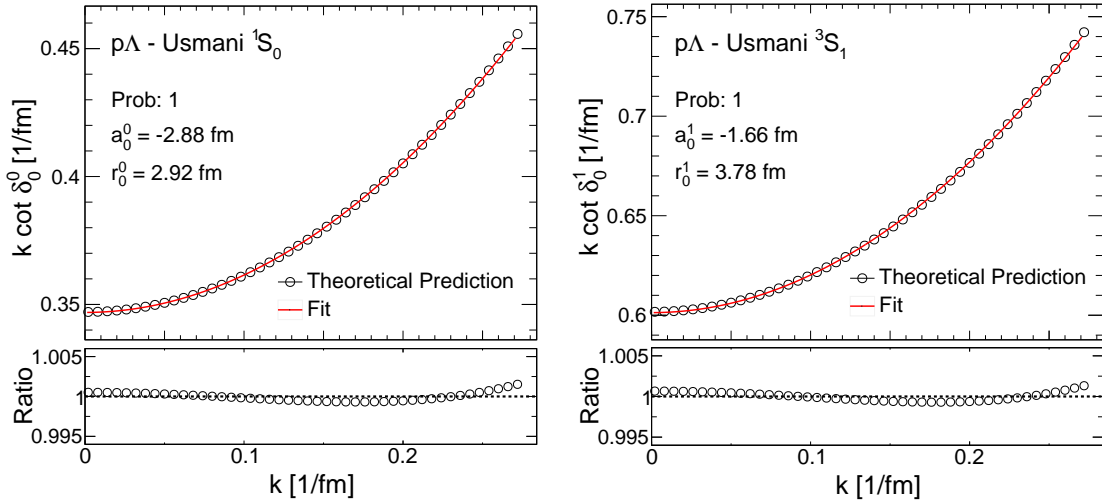 pΛ - Usmani ¹S₀
Prob: 1
a₀⁰ = -2.88 fm
r₀⁰ = 2.92 fm
k cot δ₀⁰ [1/fm]
0.45
0.4
0.35
Theoretical Prediction
Fit
Ratio
1.005
1
0.995
0
0.1
0.2
k [1/fm]
pΛ - Usmani ³S₁
Prob: 1
a₀¹ = -1.66 fm
r₀¹ = 3.78 fm
k cot δ₀¹ [1/fm]
0.75
0.7
0.65
0.6
Theoretical Prediction
Fit
Ratio
1.005
1
0.995
0
0.1
0.2
k [1/fm]